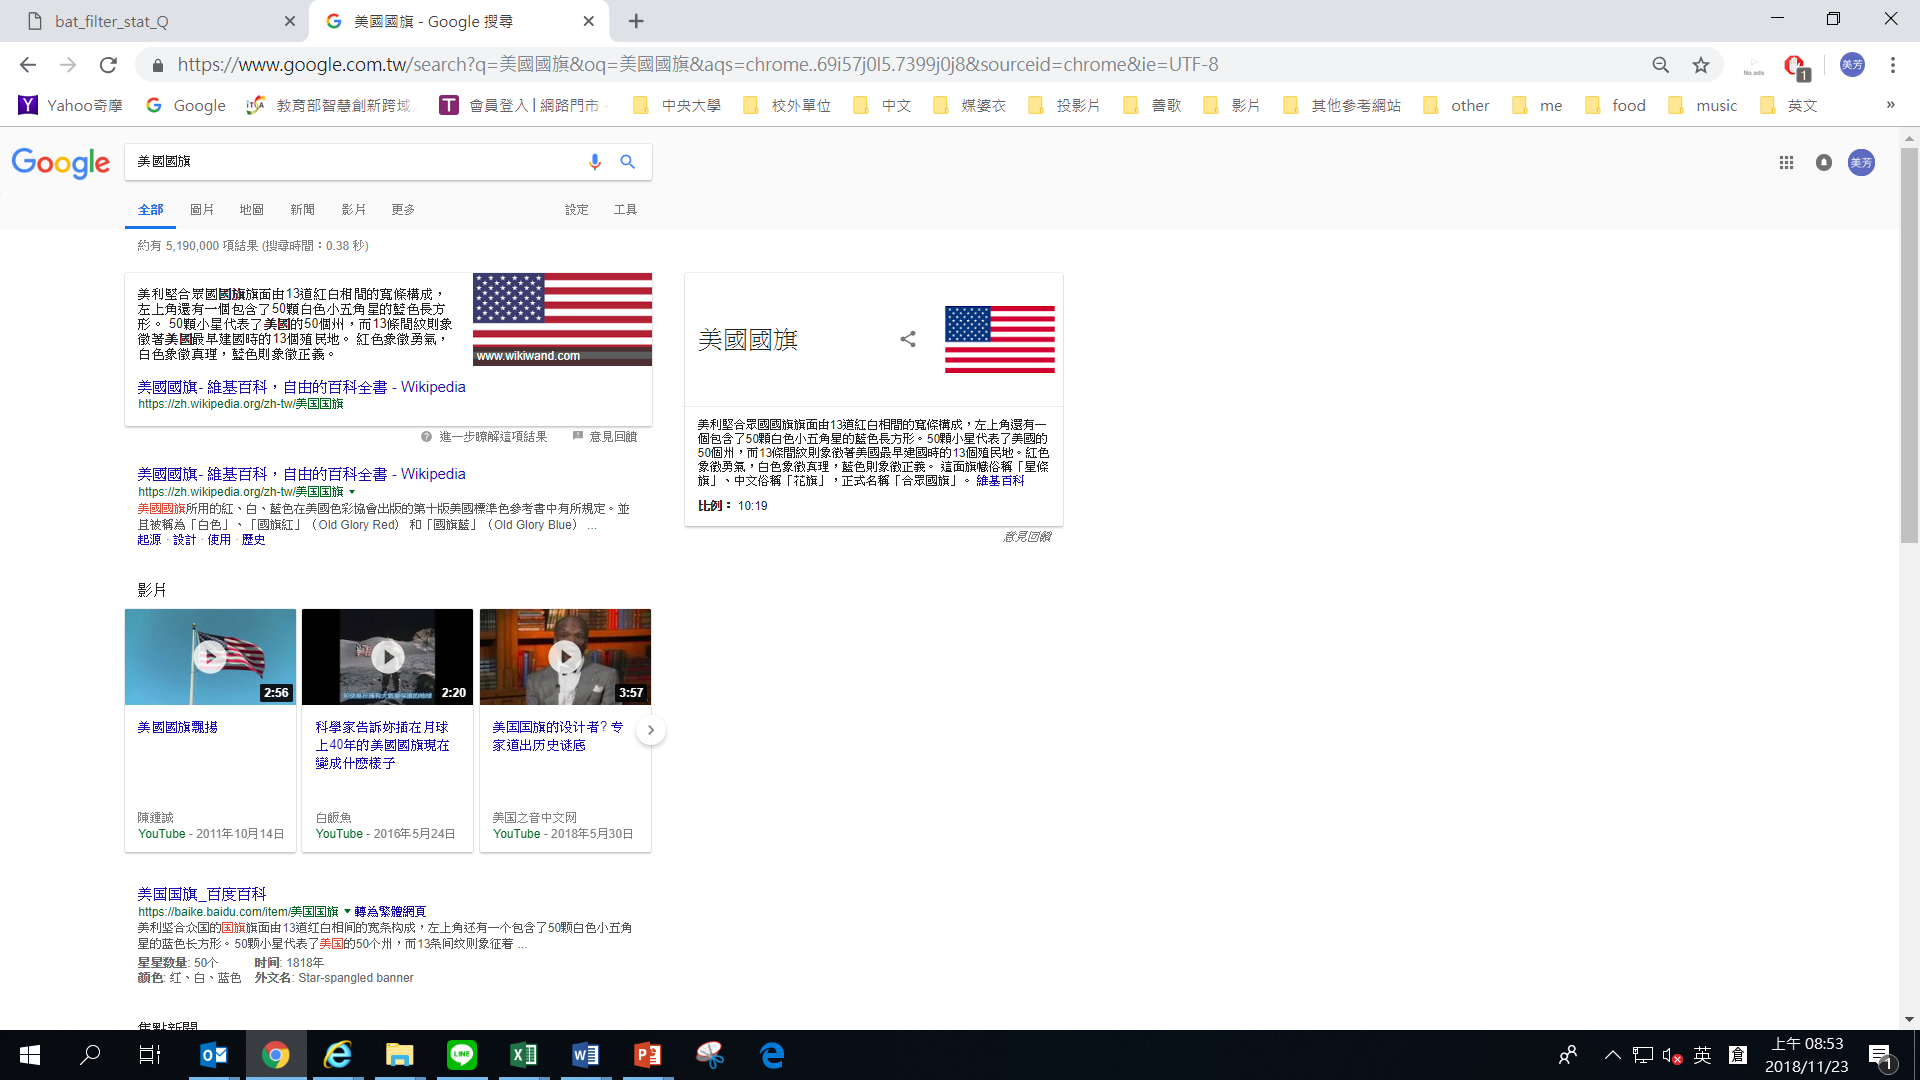 bat_filter_stat_Q
美國國旗 - Google 搜尋
https://www.google.com.tw/search?q=美國國旗&oq=美國國旗&aqs=chrome..69i57j0l5.7399j0j8&sourceid=chrome&ie=UTF-8
No ads
1
美芳
Yahoo奇摩
Google
教育部智慧創新跨域
會員登入 | 網路門市 -
中央大學
校外單位
中文
媒婆衣
投影片
善歌
影片
其他參考網站
other
me
food
music
英文
»
Google
美國國旗
美芳
全部 圖片 地圖 新聞 影片 更多 設定 工具
約有 5,190,000 項結果 (搜尋時間：0.38 秒)
美利堅合眾國國旗旗面由13道紅白相間的寬條構成，
左上角還有一個包含了50顆白色小五角星的藍色長方
形。 50顆小星代表了美國的50個州，而13條間紋則象
徵著美國最早建國時的13個殖民地。 紅色象徵勇氣，
白色象徵真理，藍色則象徵正義。
www.wikiwand.com
美國國旗- 維基百科，自由的百科全書 - Wikipedia
https://zh.wikipedia.org/zh-tw/美国国旗
進一步瞭解這項結果
意見回饋
美國國旗- 維基百科，自由的百科全書 - Wikipedia
https://zh.wikipedia.org/zh-tw/美国国旗
美國國旗所用的紅、白、藍色在美國色彩協會出版的第十版美國標準色參考書中有所規定。並
且被稱為「白色」、「國旗紅」（Old Glory Red） 和「國旗藍」（Old Glory Blue） ...
起源 · 設計 · 使用 · 歷史
影片
2:56
美國國旗飄揚
陳鍾誠
YouTube - 2011年10月14日
2:20
科學家告訴妳插在月球
上40年的美國國旗現在
變成什麼樣子
白飯魚
YouTube - 2016年5月24日
3:57
美国国旗的设计者? 专
家道出历史谜底
美国之音中文网
YouTube - 2018年5月30日
美国国旗_百度百科
https://baike.baidu.com/item/美国国旗
轉為繁體網頁
美利坚合众国的国旗旗面由13道红白相间的宽条构成，左上角还有一个包含了50颗白色小五角
星的蓝色长方形。50颗小星代表了美国的50个州，而13条间纹则象征着 ...
星星数量: 50个 时间: 1818年
颜色: 红、白、蓝色 外文名: Star-spangled banner
焦點新聞
美國國旗
美利堅合眾國國旗旗面由13道紅白相間的寬條構成，左上角還有一
個包含了50顆白色小五角星的藍色長方形。50顆小星代表了美國的
50個州，而13條間紋則象徵著美國最早建國時的13個殖民地。紅色
象徵勇氣，白色象徵真理，藍色則象徵正義。 這面旗幟俗稱「星條
旗」、中文俗稱「花旗」，正式名稱「合眾國旗」。 維基百科
比例： 10:19
意見回饋
英
倉
上午 08:53
2018/11/23
1